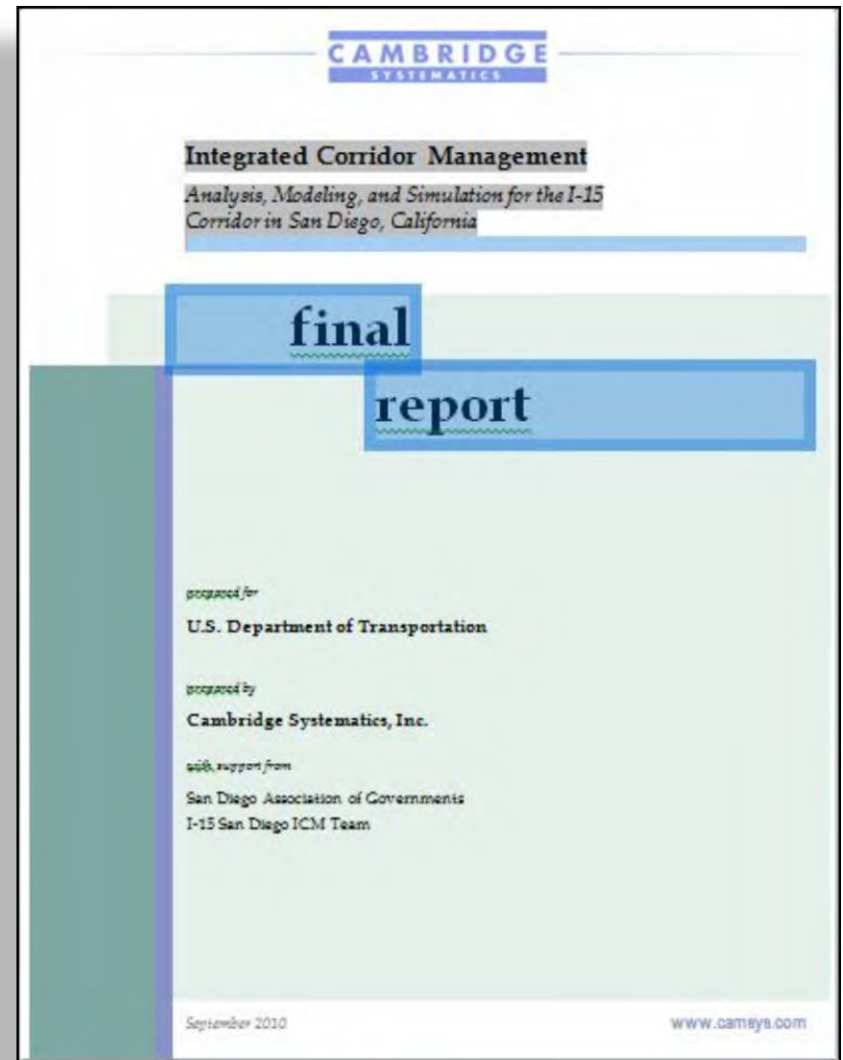 CAMBRIDGE
SYSTEMATICS
Integrated Corridor Management
Analysis, Modeling, and Simulation for the I-15
Corridor in San Diego, California
final
report
prepared for
U.S. Department of Transportation
prepared by
Cambridge Systematics, Inc.
with support from
San Diego Association of Governments
I-15 San Diego ICM Team
September 2010
www.camsys.com